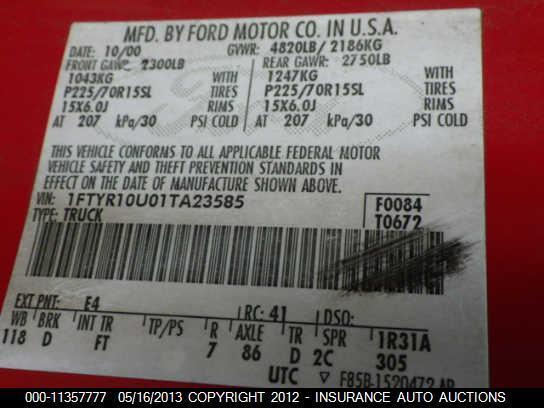 MFD. BY FORD MOTOR CO. IN U.S.A.
DATE: 10/00 GVWR: 4820LB/ 2186KG
FRONT GAWR: 2300LB REAR GAWR: 2750LB
1043KG WITH 1247KG WITH
P225/70R15SL TIRES P225/70R15SL TIRES
15X6.0J RIMS 15X6.0J RIMS
AT 207 kPa/30 PSI COLD AT 207 kPa/30 PSI COLD
THIS VEHICLE CONFORMS TO ALL APPLICABLE FEDERAL MOTOR
VEHICLE SAFETY AND THEFT PREVENTION STANDARDS IN
EFFECT ON THE DATE OF MANUFACTURE SHOWN ABOVE.
VIN: 1FTYR10U01TA23585 F0084
TYPE: TRUCK T0672
EXT PNT: E4 RC: 41 DSO:
WB BRK INT TR TP/PS R AXLE TR SPR 1R31A
118 D FT 7 86 D 2C 305
UTC ▽ F85B-1520472
000-11357777 05/16/2013 COPYRIGHT 2012 - INSURANCE AUTO AUCTIONS